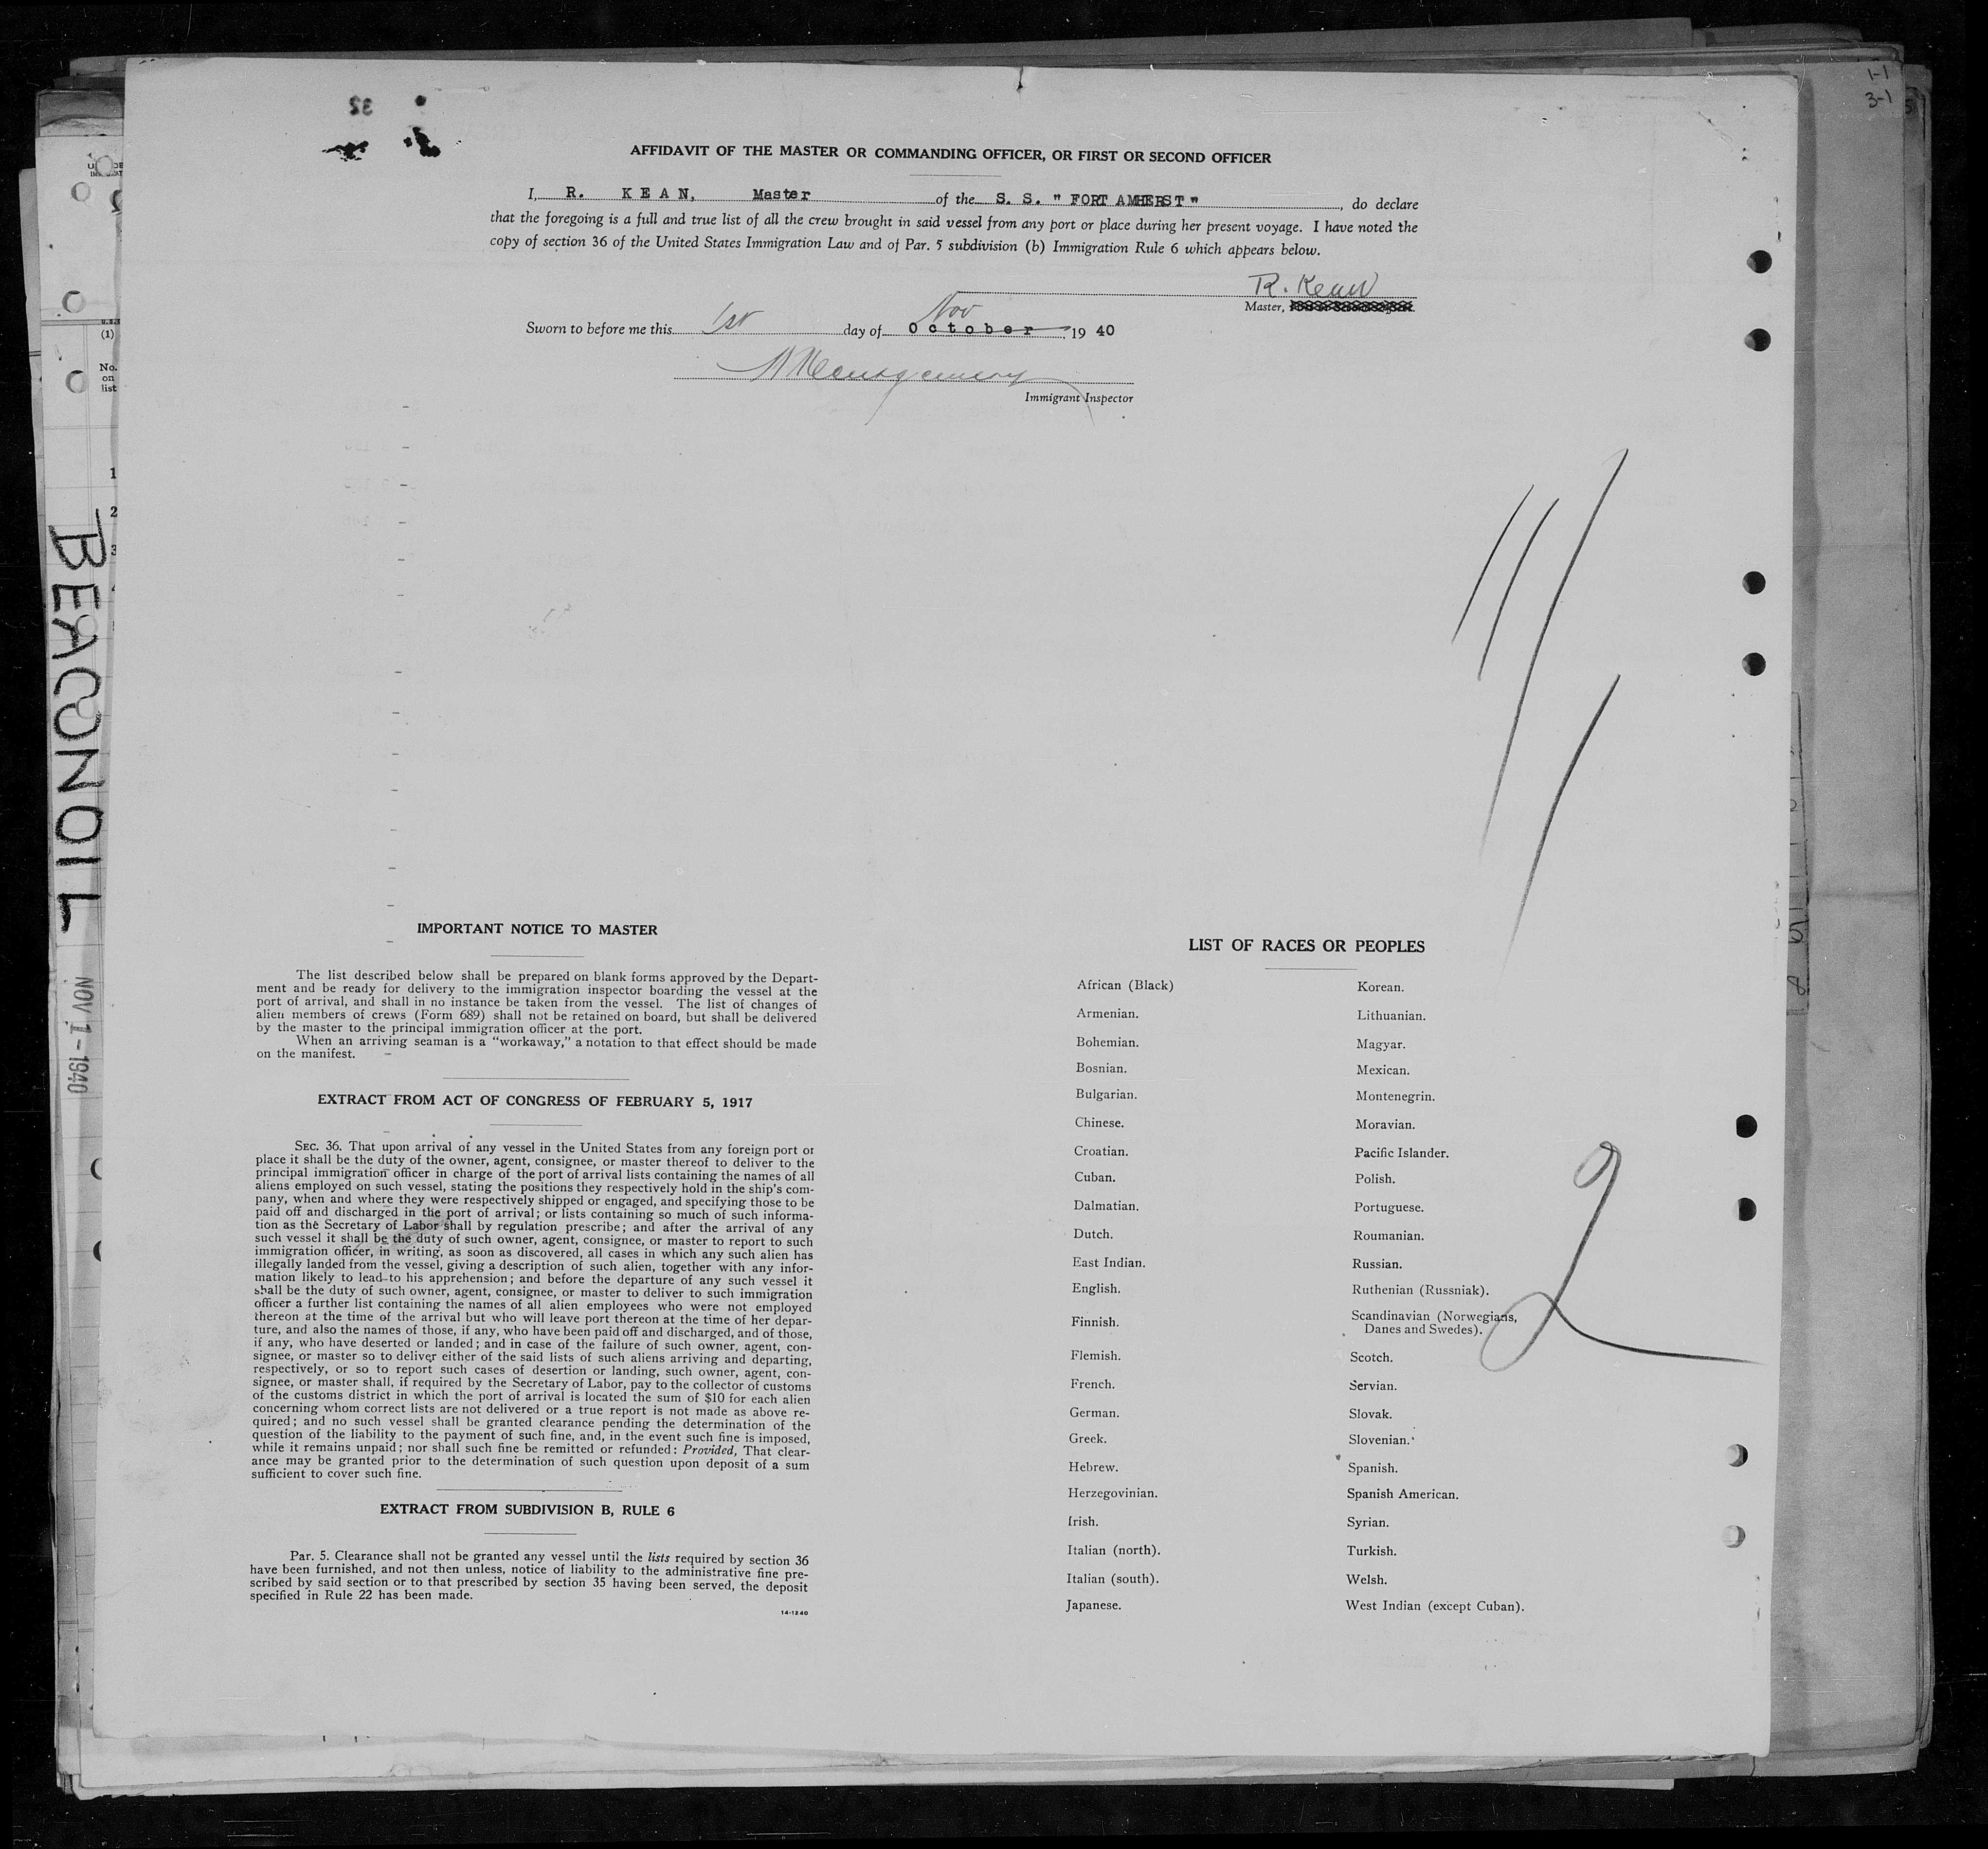 1-1
3-1
32
AFFIDAVIT OF THE MASTER OR COMMANDING OFFICER, OR FIRST OR SECOND OFFICER
I, R. KEAN, Master of the S. S. " FORT AMHERST ", do declare
that the foregoing is a full and true list of all the crew brought in said vessel from any port or place during her present voyage. I have noted the
copy of section 36 of the United States Immigration Law and of Par. 5 subdivision (b) Immigration Rule 6 which appears below.
R. Kean
Master,
Nov
Sworn to before me this 1st day of October, 19 40
Montgomery
Immigrant Inspector
(1)
No.
on
list
1
2
3
BEACONOIL
NOV 1 - 1940
2
IMPORTANT NOTICE TO MASTER
The list described below shall be prepared on blank forms approved by the Depart-
ment and be ready for delivery to the immigration inspector boarding the vessel at the
port of arrival, and shall in no instance be taken from the vessel. The list of changes of
alien members of crews (Form 689) shall not be retained on board, but shall be delivered
by the master to the principal immigration officer at the port.
When an arriving seaman is a "workaway," a notation to that effect should be made
on the manifest.
EXTRACT FROM ACT OF CONGRESS OF FEBRUARY 5, 1917
SEC. 36. That upon arrival of any vessel in the United States from any foreign port or
place it shall be the duty of the owner, agent, consignee, or master thereof to deliver to the
principal immigration officer in charge of the port of arrival lists containing the names of all
aliens employed on such vessel, stating the positions they respectively hold in the ship's com-
pany, when and where they were respectively shipped or engaged, and specifying those to be
paid off and discharged in the port of arrival; or lists containing so much of such informa-
tion as the Secretary of Labor shall by regulation prescribe; and after the arrival of any
such vessel it shall be the duty of such owner, agent, consignee, or master to report to such
immigration officer, in writing, as soon as discovered, all cases in which any such alien has
illegally landed from the vessel, giving a description of such alien, together with any infor-
mation likely to lead to his apprehension; and before the departure of any such vessel it
shall be the duty of such owner, agent, consignee, or master to deliver to such immigration
officer a further list containing the names of all alien employees who were not employed
thereon at the time of the arrival but who will leave port thereon at the time of her depar-
ture, and also the names of those, if any, who have been paid off and discharged, and of those,
if any, who have deserted or landed; and in case of the failure of such owner, agent, con-
signee, or master so to deliver either of the said lists of such aliens arriving and departing,
respectively, or so to report such cases of desertion or landing, such owner, agent, con-
signee, or master shall, if required by the Secretary of Labor, pay to the collector of customs
of the customs district in which the port of arrival is located the sum of $10 for each alien
concerning whom correct lists are not delivered or a true report is not made as above re-
quired; and no such vessel shall be granted clearance pending the determination of the
question of the liability to the payment of such fine, and, in the event such fine is imposed,
while it remains unpaid; nor shall such fine be remitted or refunded: Provided, That clear-
ance may be granted prior to the determination of such question upon deposit of a sum
sufficient to cover such fine.
EXTRACT FROM SUBDIVISION B, RULE 6
Par. 5. Clearance shall not be granted any vessel until the lists required by section 36
have been furnished, and not then unless, notice of liability to the administrative fine pre-
scribed by said section or to that prescribed by section 35 having been served, the deposit
specified in Rule 22 has been made.
14-1240
LIST OF RACES OR PEOPLES
African (Black)
Armenian.
Bohemian.
Bosnian.
Bulgarian.
Chinese.
Croatian.
Cuban.
Dalmatian.
Dutch.
East Indian.
English.
Finnish.
Flemish.
French.
German.
Greek.
Hebrew.
Herzegovinian.
Irish.
Italian (north).
Italian (south).
Japanese.
Korean.
Lithuanian.
Magyar.
Mexican.
Montenegrin.
Moravian.
Pacific Islander.
Polish.
Portuguese.
Roumanian.
Russian.
Ruthenian (Russniak).
Scandinavian (Norwegians,
Danes and Swedes).
Scotch.
Servian.
Slovak.
Slovenian.
Spanish.
Spanish American.
Syrian.
Turkish.
Welsh.
West Indian (except Cuban).